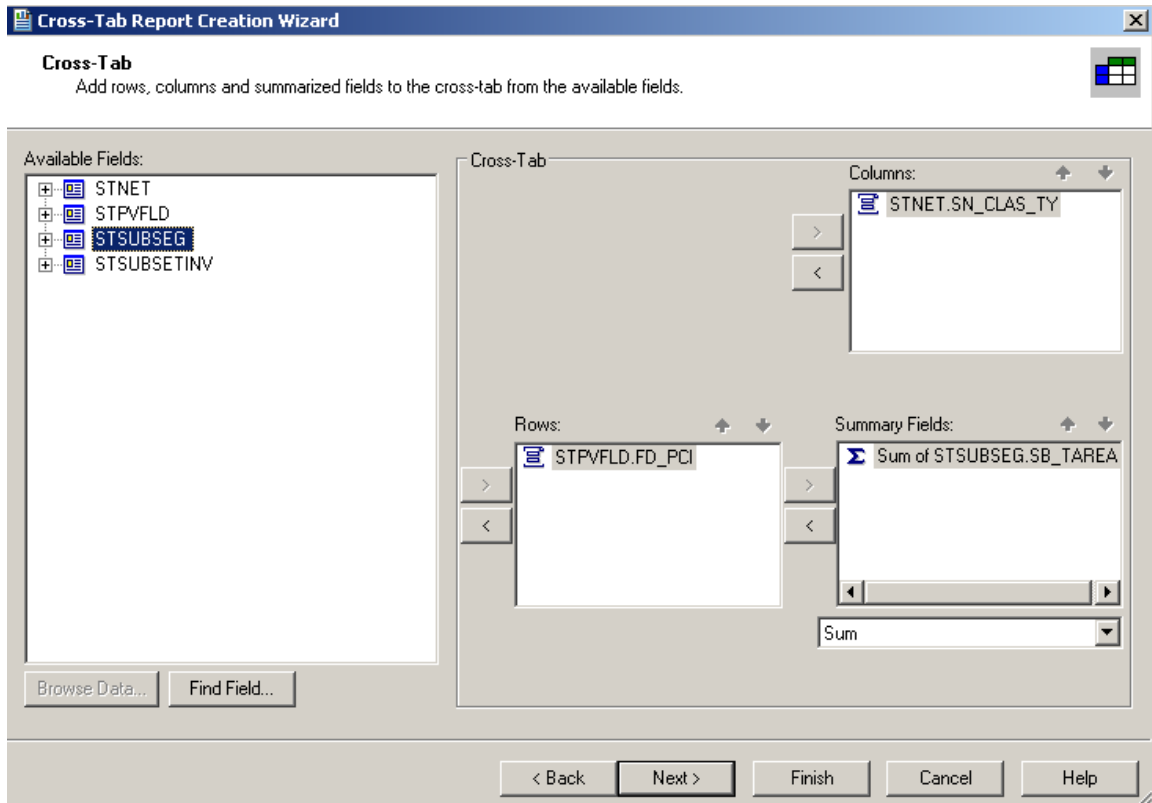 Cross-Tab Report Creation Wizard
Cross-Tab
Add rows, columns and summarized fields to the cross-tab from the available fields.
Available Fields:
STNET
STPVFLD
STSUBSEG
STSUBSETINV
Browse Data...
Find Field...
Cross-Tab
Columns:
STNET.SN_CLAS_TY
>
<
Rows:
STPVFLD.FD_PCI
>
<
Summary Fields:
Σ Sum of STSUBSEG.SB_TAREA
>
<
Sum
< Back
Next >
Finish
Cancel
Help